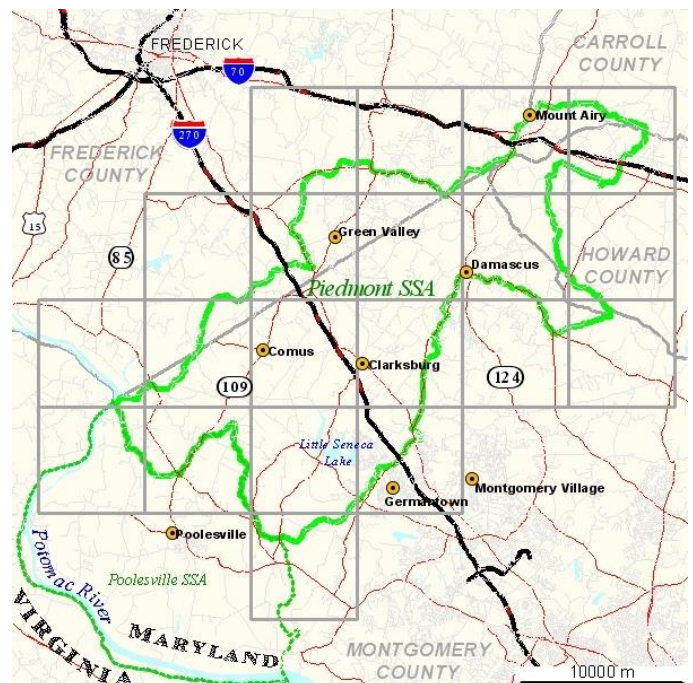 FREDERICK
CARROLL
COUNTY
70
Mount Airy
270
FREDERICK
COUNTY
15
Green Valley
85
HOWARD
COUNTY
Damascus
Piedmont SSA
Comus
Clarksburg
109
124
Little Seneca
Lake
Montgomery Village
Germantown
Poolesville
Potomac River
Poolesville SSA
MARYLAND
VIRGINIA
MONTGOMERY
COUNTY
10000 m